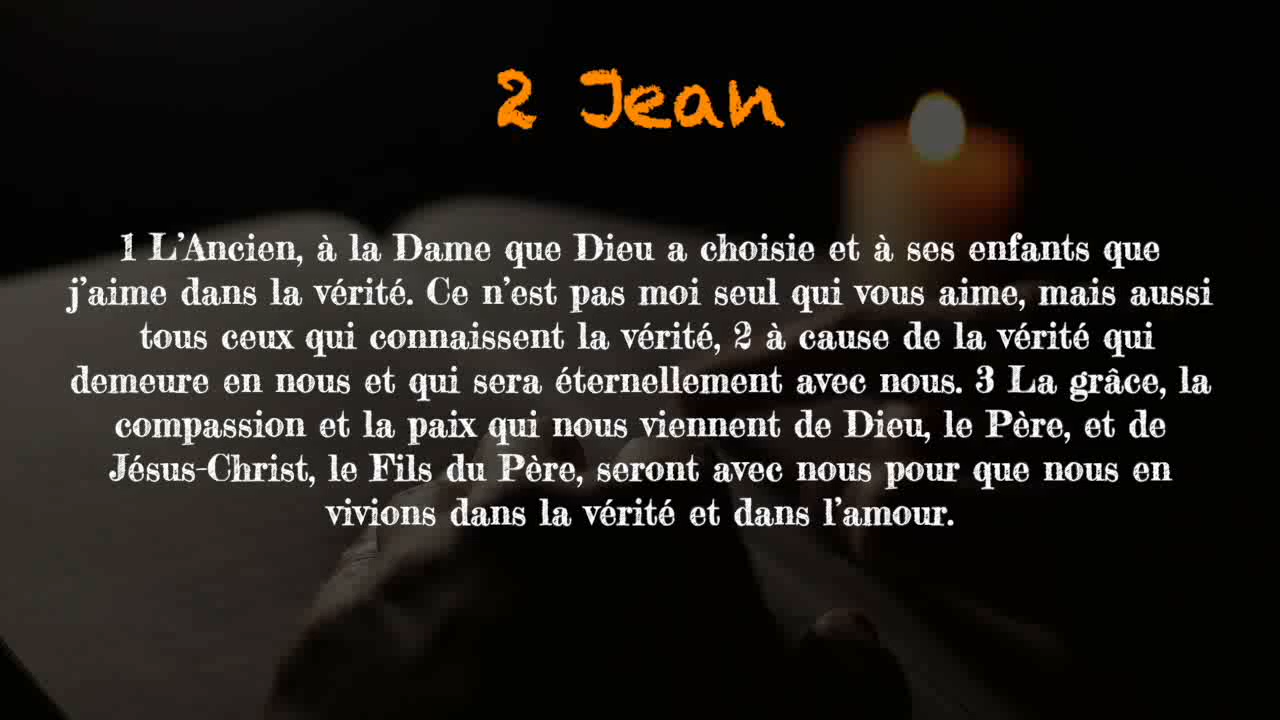 2 Jean
1 L'Ancien, à la Dame que Dieu a choisie et à ses enfants que
j'aime dans la vérité. Ce n'est pas moi seul qui vous aime, mais aussi
tous ceux qui connaissent la vérité, 2 à cause de la vérité qui
demeure en nous et qui sera éternellement avec nous. 3 La grâce, la
compassion et la paix qui nous viennent de Dieu, le Père, et de
Jésus-Christ, le Fils du Père, seront avec nous pour que nous en
vivions dans la vérité et dans l'amour.